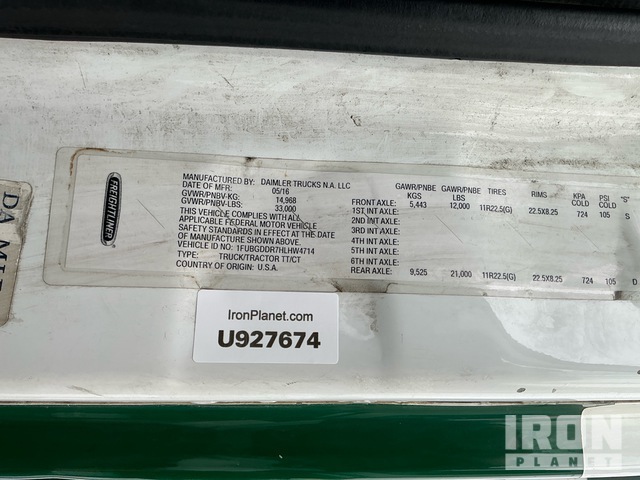 FREIGHTLINER
MANUFACTURED BY: DAIMLER TRUCKS N.A. LLC
DATE OF MFR: 05/16
GVWR/PNBV-KG: 14,968
GVWR/PNBV-LBS: 33,000
THIS VEHICLE COMPLIES WITH ALL
APPLICABLE FEDERAL MOTOR VEHICLE
SAFETY STANDARDS IN EFFECT ON THE DATE
OF MANUFACTURE SHOWN ABOVE.
VEHICLE ID NO.: 1FUBGDDR7HLHW4714
TYPE: TRUCK/TRACTOR TT/CT
COUNTRY OF ORIGIN: U.S.A.
GAWR/PNBE GAWR/PNBE TIRES RIMS KPA PSI "S"
KGS LBS COLD COLD
FRONT AXLE: 5,443 12,000 11R22.5(G) 22.5X8.25 724 105 S
1ST INT AXLE:
2ND INT AXLE:
3RD INT AXLE:
4TH INT AXLE:
5TH INT AXLE:
6TH INT AXLE:
REAR AXLE: 9,525 21,000 11R22.5(G) 22.5X8.25 724 105 D
IronPlanet.com
U927674
IRON
PLANET